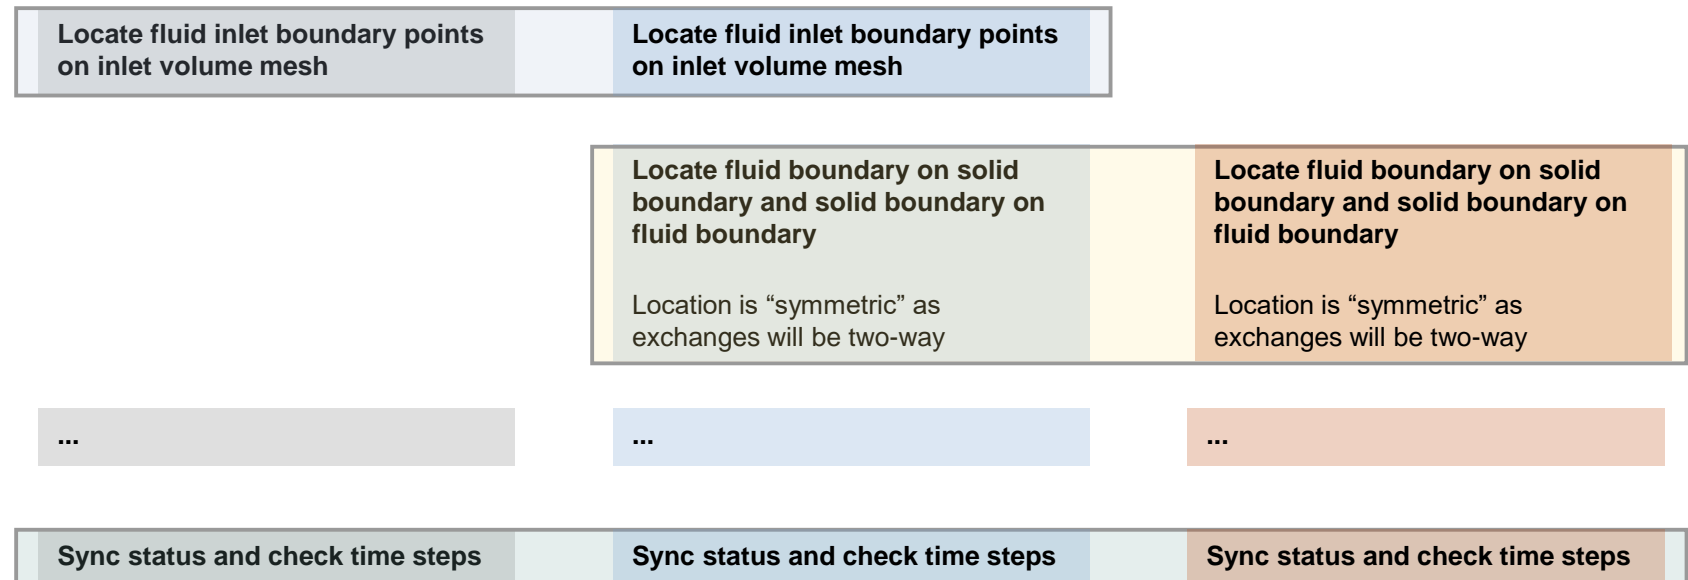 Locate fluid inlet boundary points
on inlet volume mesh
Locate fluid inlet boundary points
on inlet volume mesh
Locate fluid boundary on solid
boundary and solid boundary on
fluid boundary
Location is “symmetric” as
exchanges will be two-way
Locate fluid boundary on solid
boundary and solid boundary on
fluid boundary
Location is “symmetric” as
exchanges will be two-way
...
...
...
Sync status and check time steps
Sync status and check time steps
Sync status and check time steps